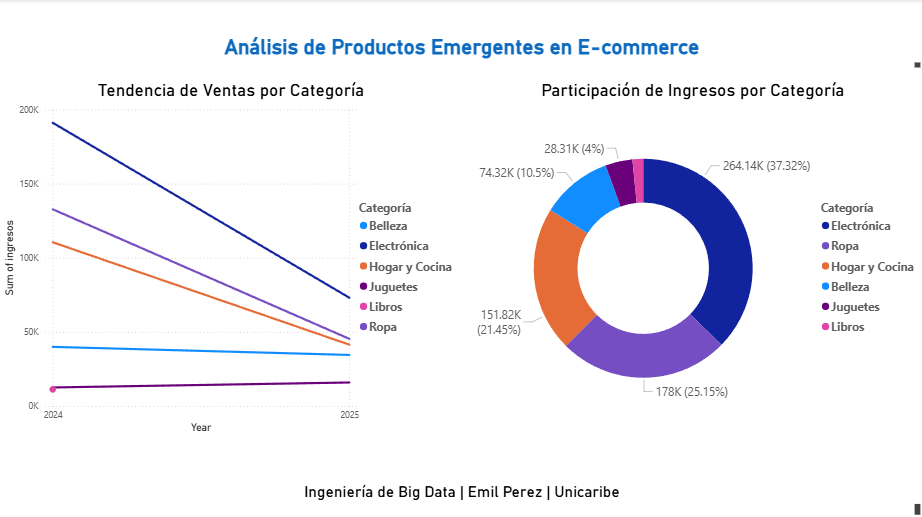 Análisis de Productos Emergentes en E-commerce
Tendencia de Ventas por Categoría
200K
150K
100K
50K
0K
Sum of ingresos
2024
2025
Year
Categoría
Belleza
Electrónica
Hogar y Cocina
Juguetes
Libros
Ropa
Participación de Ingresos por Categoría
28.31K (4%)
74.32K (10.5%)
264.14K (37.32%)
151.82K
(21.45%)
178K (25.15%)
Categoría
Electrónica
Ropa
Hogar y Cocina
Belleza
Juguetes
Libros
Ingeniería de Big Data | Emil Perez | Unicaribe